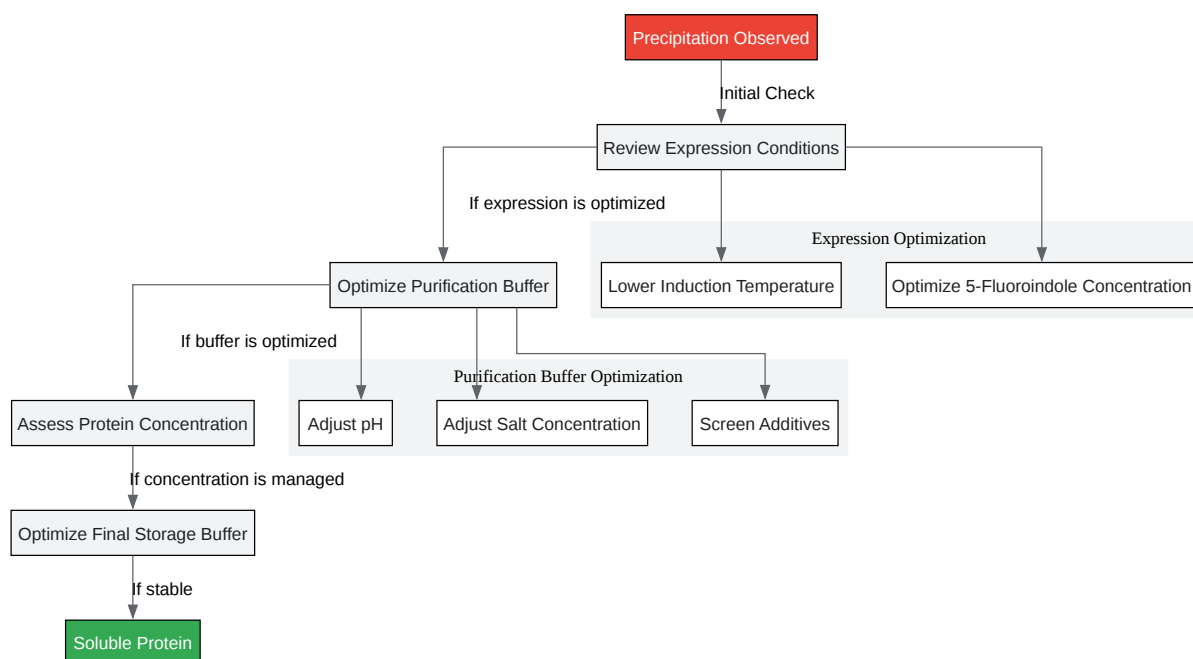 Precipitation Observed
Initial Check
Review Expression Conditions
If expression is optimized
Expression Optimization
Optimize Purification Buffer
Lower Induction Temperature
Optimize 5-Fluoroindole Concentration
If buffer is optimized
Purification Buffer Optimization
Assess Protein Concentration
Adjust pH
Adjust Salt Concentration
Screen Additives
If concentration is managed
Optimize Final Storage Buffer
If stable
Soluble Protein